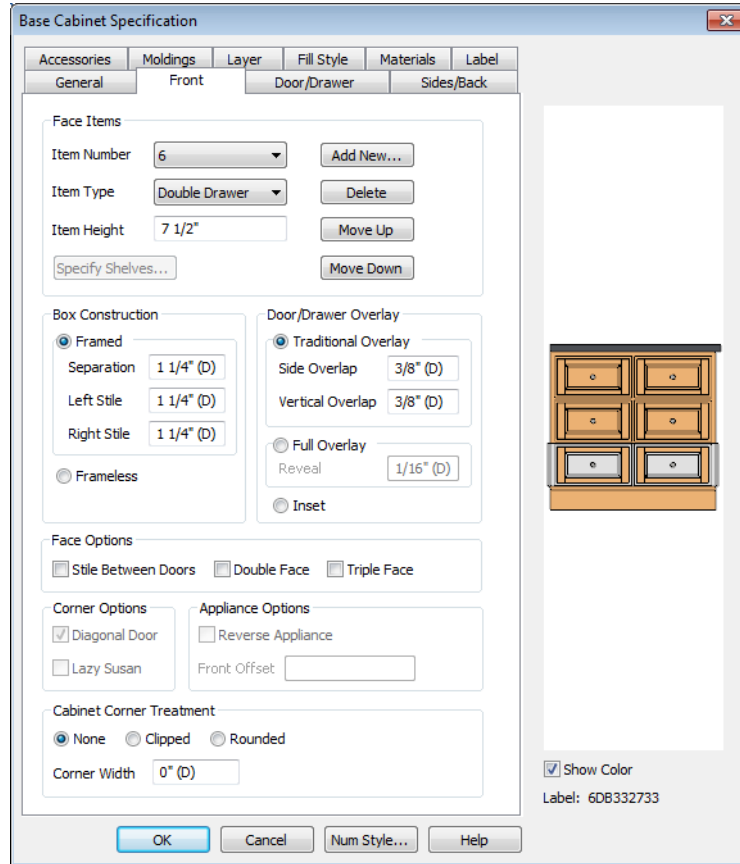 Base Cabinet Specification
Accessories Moldings Layer Fill Style Materials Label
General Front Door/Drawer Sides/Back
Face Items
Item Number 6 Add New...
Item Type Double Drawer Delete
Item Height 7 1/2" Move Up
Specify Shelves... Move Down
Box Construction Door/Drawer Overlay
Framed Traditional Overlay
Separation 1 1/4" (D) Side Overlap 3/8" (D)
Left Stile 1 1/4" (D) Vertical Overlap 3/8" (D)
Right Stile 1 1/4" (D)
Full Overlay
Frameless Reveal 1/16" (D)
Inset
Face Options
Stile Between Doors Double Face Triple Face
Corner Options Appliance Options
Diagonal Door Reverse Appliance
Lazy Susan Front Offset
Cabinet Corner Treatment
None Clipped Rounded
Corner Width 0" (D)
Show Color
Label: 6DB332733
OK Cancel Num Style... Help